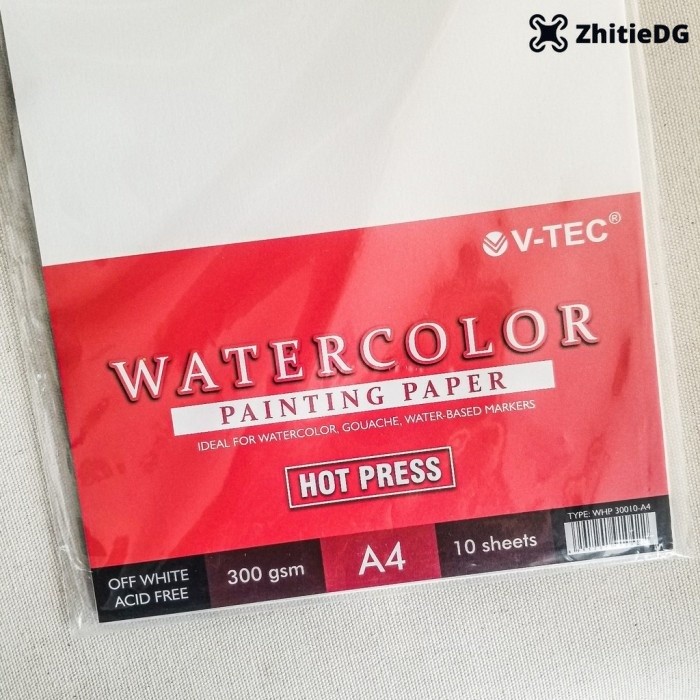 ZhitieDG
V-TEC®
WATERCOLOR
PAINTING PAPER
IDEAL FOR WATERCOLOR, GOUACHE, WATER-BASED MARKERS
HOT PRESS
TYPE: WHP 30010-A4
OFF WHITE
ACID FREE
300 gsm
A4
10 sheets